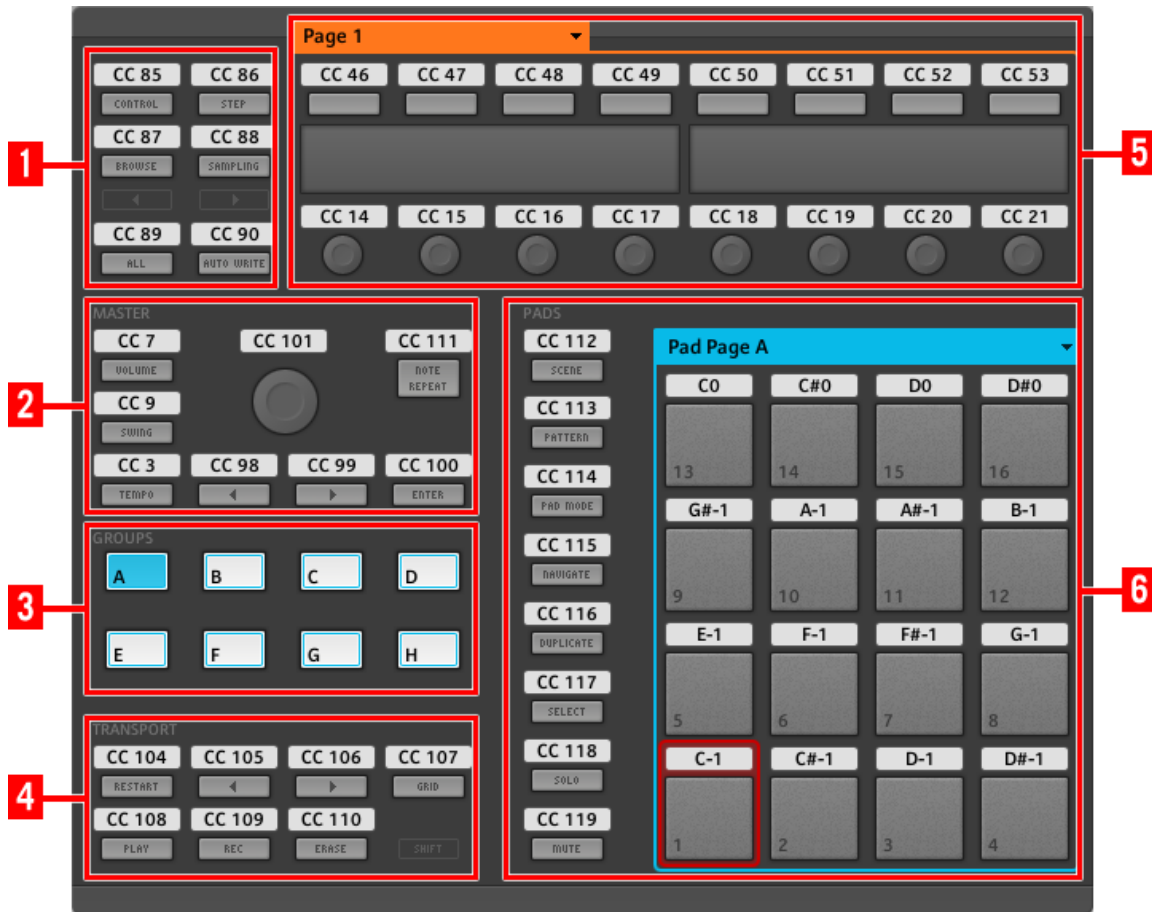 Page 1
CC 85 CC 86
CONTROL STEP
CC 87 CC 88
BROWSE SAMPLING
CC 89 CC 90
ALL AUTO WRITE
1
CC 46 CC 47 CC 48 CC 49 CC 50 CC 51 CC 52 CC 53
CC 14 CC 15 CC 16 CC 17 CC 18 CC 19 CC 20 CC 21
5
MASTER
CC 7 CC 101 CC 111
VOLUME NOTE REPEAT
CC 9
SWING
CC 3 CC 98 CC 99 CC 100
TEMPO ENTER
2
GROUPS
A B C D
E F G H
3
TRANSPORT
CC 104 CC 105 CC 106 CC 107
RESTART GRID
CC 108 CC 109 CC 110
PLAY REC ERASE SHIFT
4
PADS
CC 112
SCENE
CC 113
PATTERN
CC 114
PAD MODE
CC 115
NAVIGATE
CC 116
DUPLICATE
CC 117
SELECT
CC 118
SOLO
CC 119
MUTE
Pad Page A
C0 C#0 D0 D#0
13 14 15 16
G#-1 A-1 A#-1 B-1
9 10 11 12
E-1 F-1 F#-1 G-1
5 6 7 8
C-1 C#-1 D-1 D#-1
1 2 3 4
6